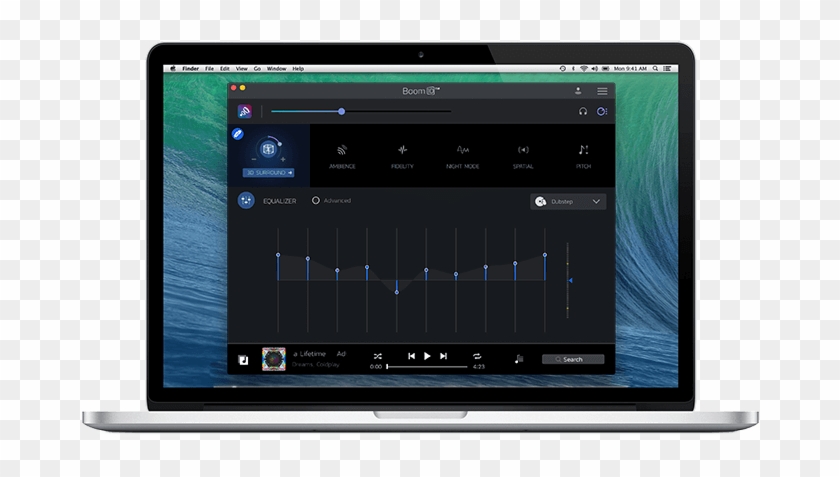 Finder File Edit View Go Window Help Mon 9:41 AM
Boom
3D SURROUND
AMBIENCE FIDELITY NIGHT MODE SPATIAL PITCH
EQUALIZER Advanced Dubstep
a Lifetime Ad
Dreams, Coldplay
0:00 4:23
Search